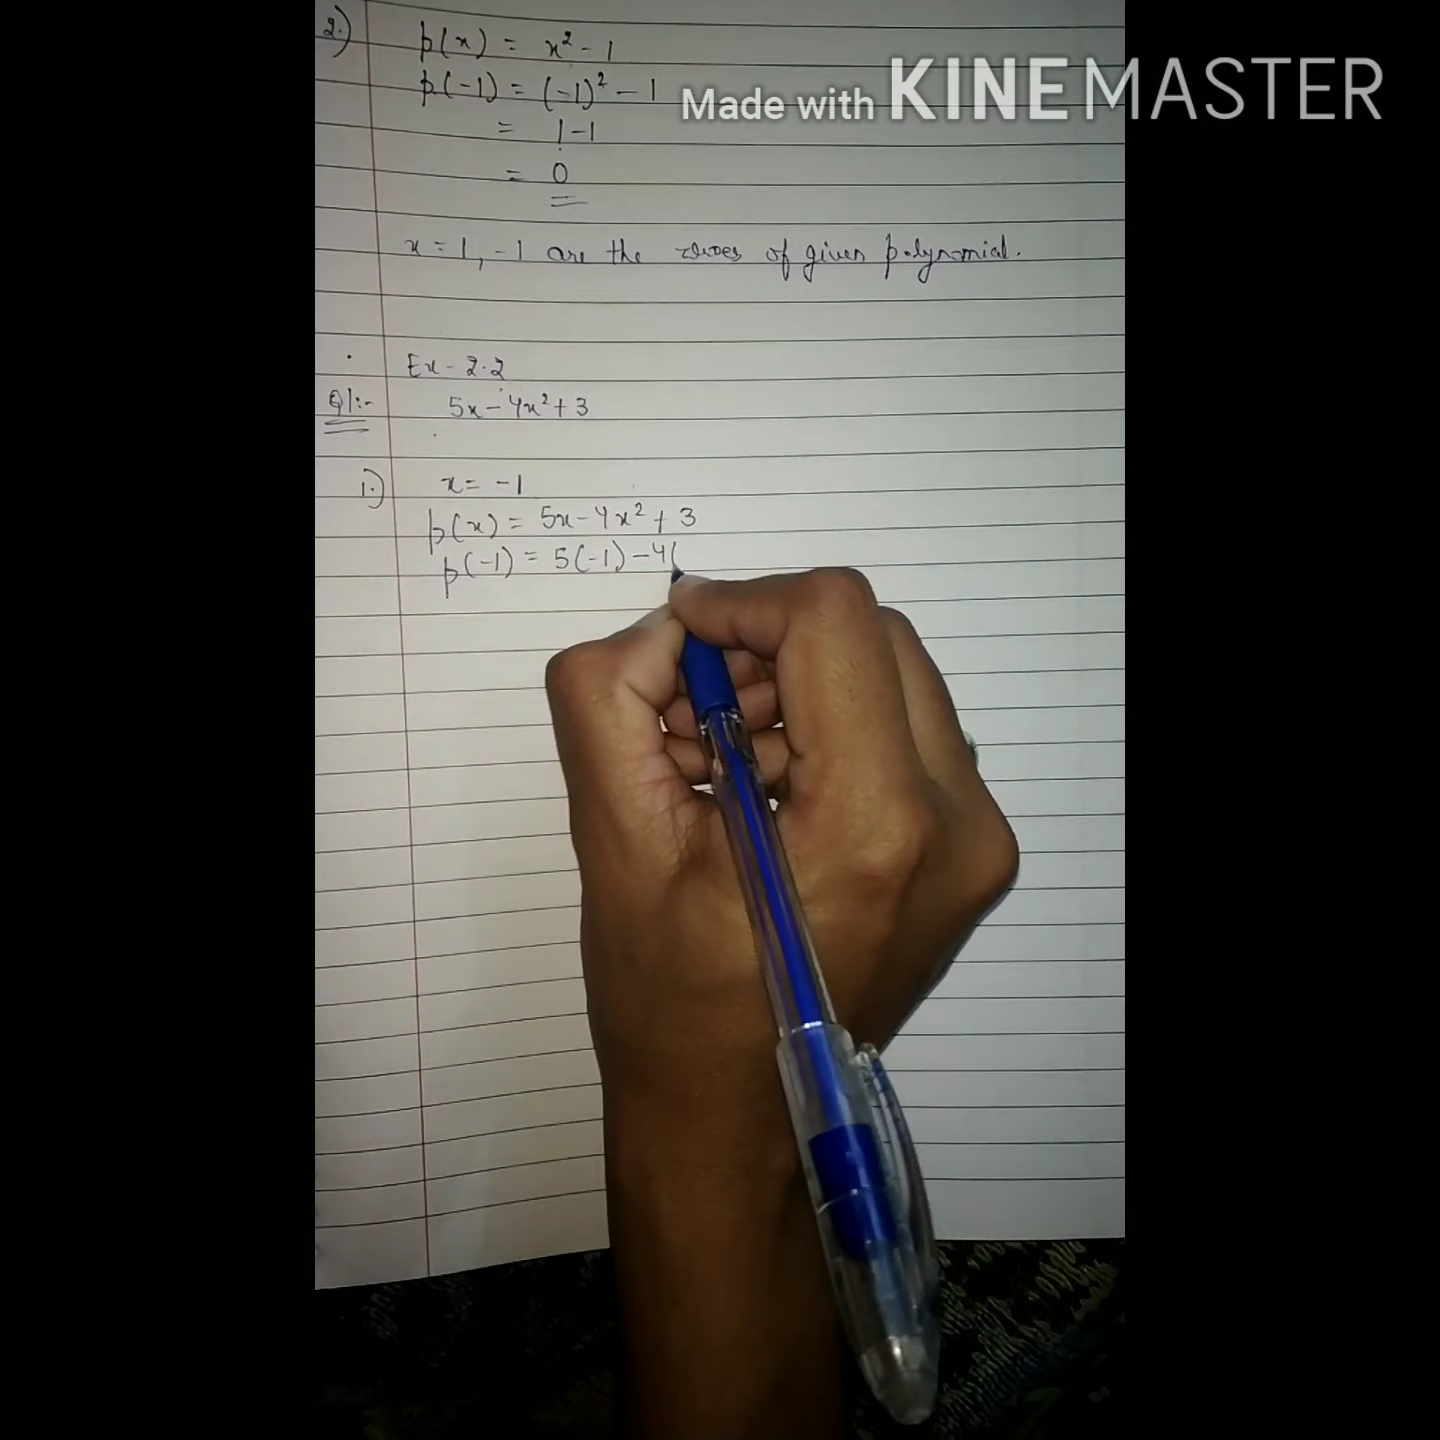 2.) p(x) = x² - 1
p(-1) = (-1)² - 1
Made with KINEMASTER
= 1-1
= 0
x = 1, -1 are the zeroes of given polynomial.
Ex - 2.2
Q1:- 5x - 4x² + 3
1.) x = -1
p(x) = 5x - 4x² + 3
p(-1) = 5(-1) - 4(